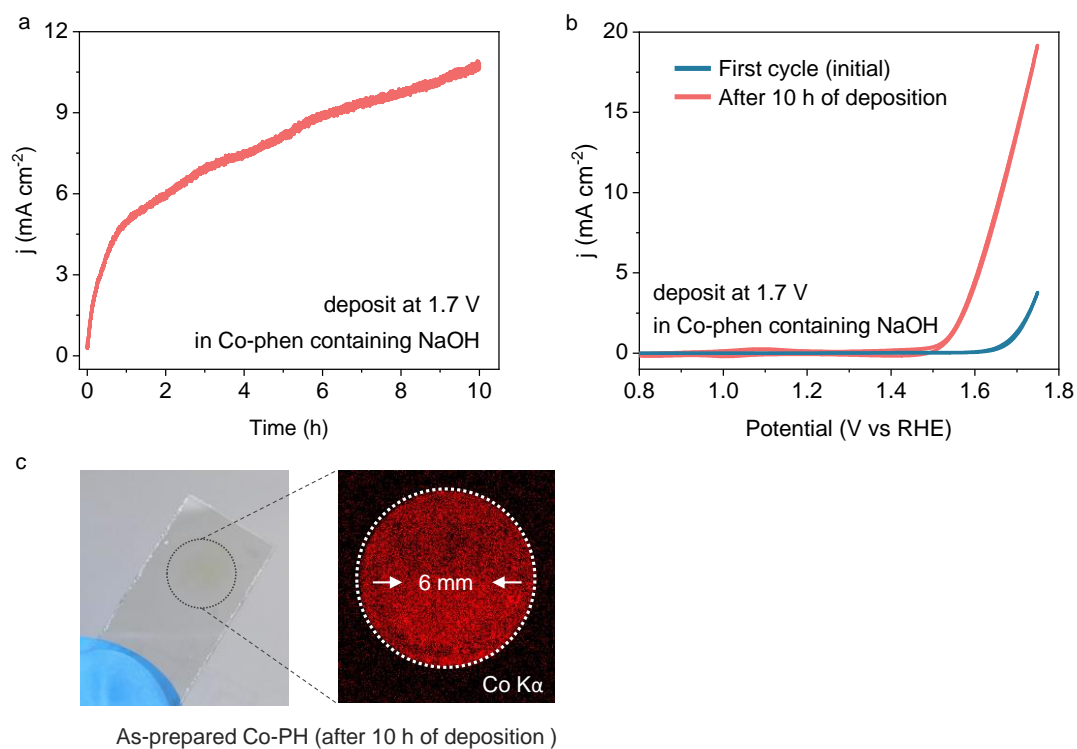 a
12
9
6
3
0
j (mA cm-2)
deposit at 1.7 V
in Co-phen containing NaOH
0 2 4 6 8 10
Time (h)
b
20
15
10
5
0
j (mA cm-2)
First cycle (initial)
After 10 h of deposition
deposit at 1.7 V
in Co-phen containing NaOH
0.8 1.0 1.2 1.4 1.6 1.8
Potential (V vs RHE)
c
6 mm
Co Kα
As-prepared Co-PH (after 10 h of deposition )